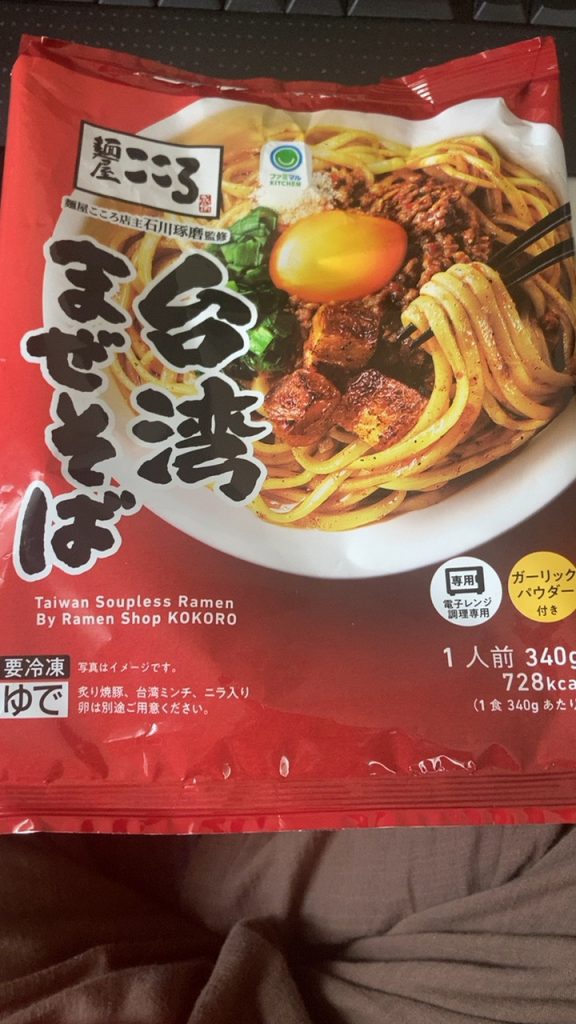 麺屋 こころ
ファミマル
KITCHEN
麺屋こころ店主石川琢磨監修
台湾
まぜそば
Taiwan Soupless Ramen
By Ramen Shop KOKORO
専用
電子レンジ
調理専用
ガーリック
パウダー
付き
要冷凍
写真はイメージです。
ゆで
炙り焼豚、台湾ミンチ、ニラ入り
卵は別途ご用意ください。
1人前 340g
728kca
(1食 340g あたり